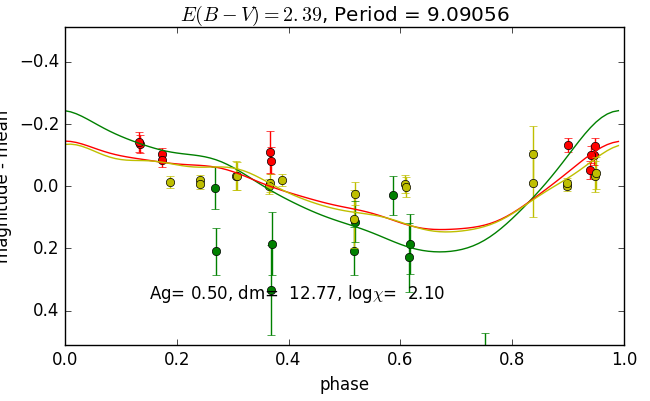 E(B − V) = 2.39, Period = 9.09056
magnitude - mean
−0.4
−0.2
0.0
0.2
0.4
Ag= 0.50, dm= 12.77, logχ= 2.10
0.0 0.2 0.4 0.6 0.8 1.0
phase